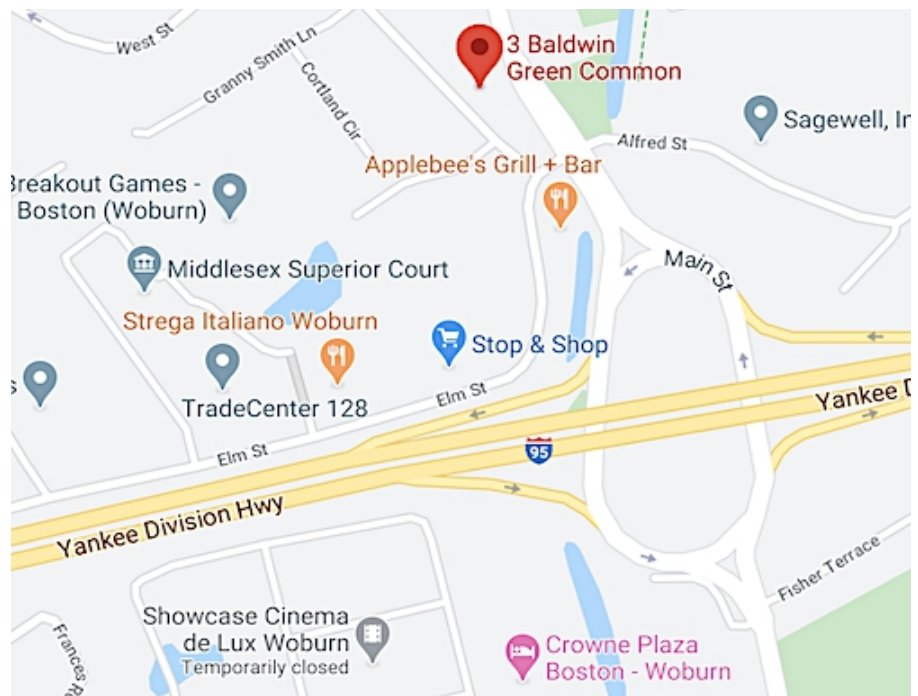 West St
Granny Smith Ln
Cortland Cir
3 Baldwin
Green Common
Alfred St
Sagewell, In
Applebee's Grill + Bar
Breakout Games -
Boston (Woburn)
Middlesex Superior Court
Main St
Strega Italiano Woburn
Stop & Shop
s
TradeCenter 128
Elm St
Yankee D
Elm St
95
Yankee Division Hwy
Fisher Terrace
Showcase Cinema
de Lux Woburn
Temporarily closed
Frances R
Crowne Plaza
Boston - Woburn